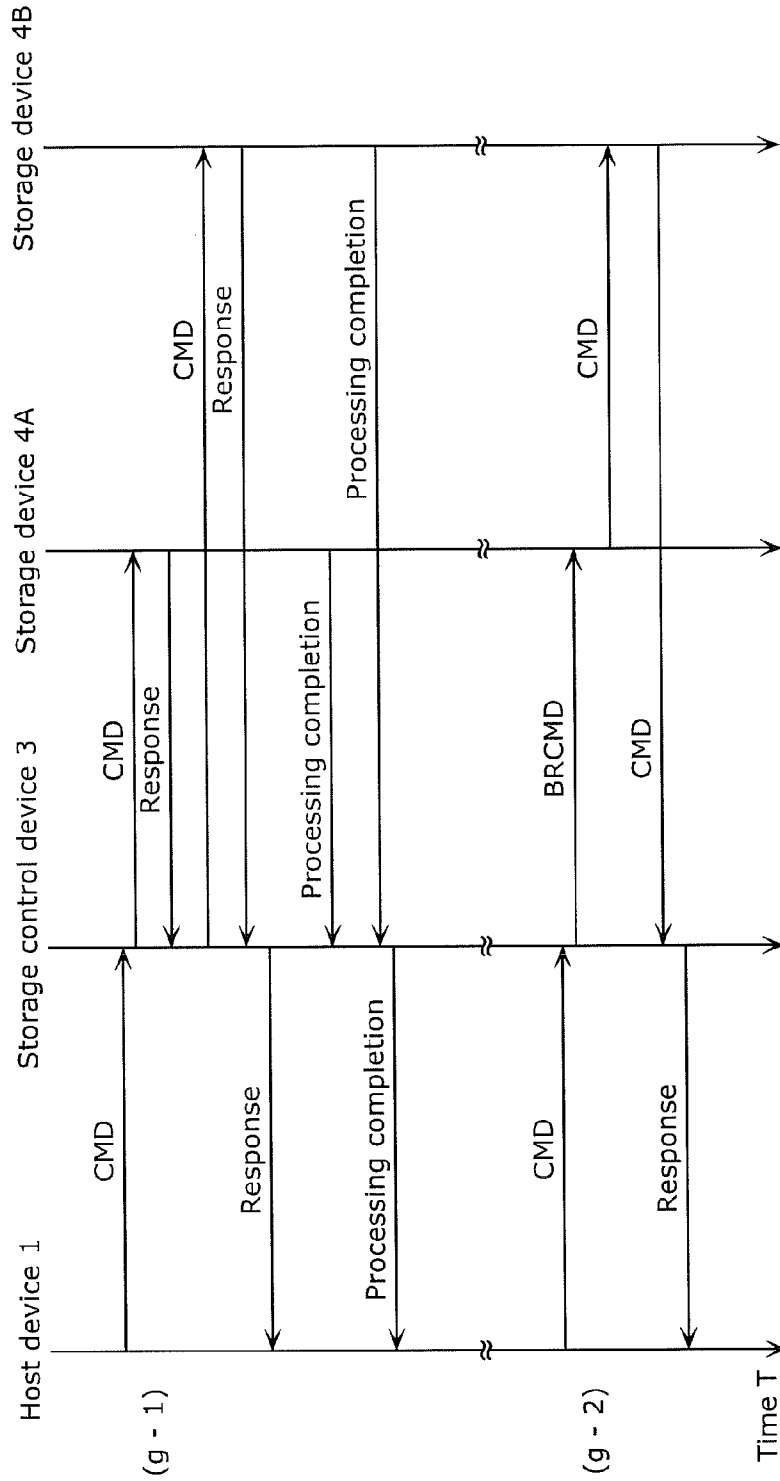 Host device 1
Storage control device 3
Storage device 4A
Storage device 4B
(g - 1)
CMD
CMD
Response
CMD
Response
Response
Processing completion
Processing completion
Processing completion
(g - 2)
CMD
BRCMD
CMD
CMD
Response
Time T